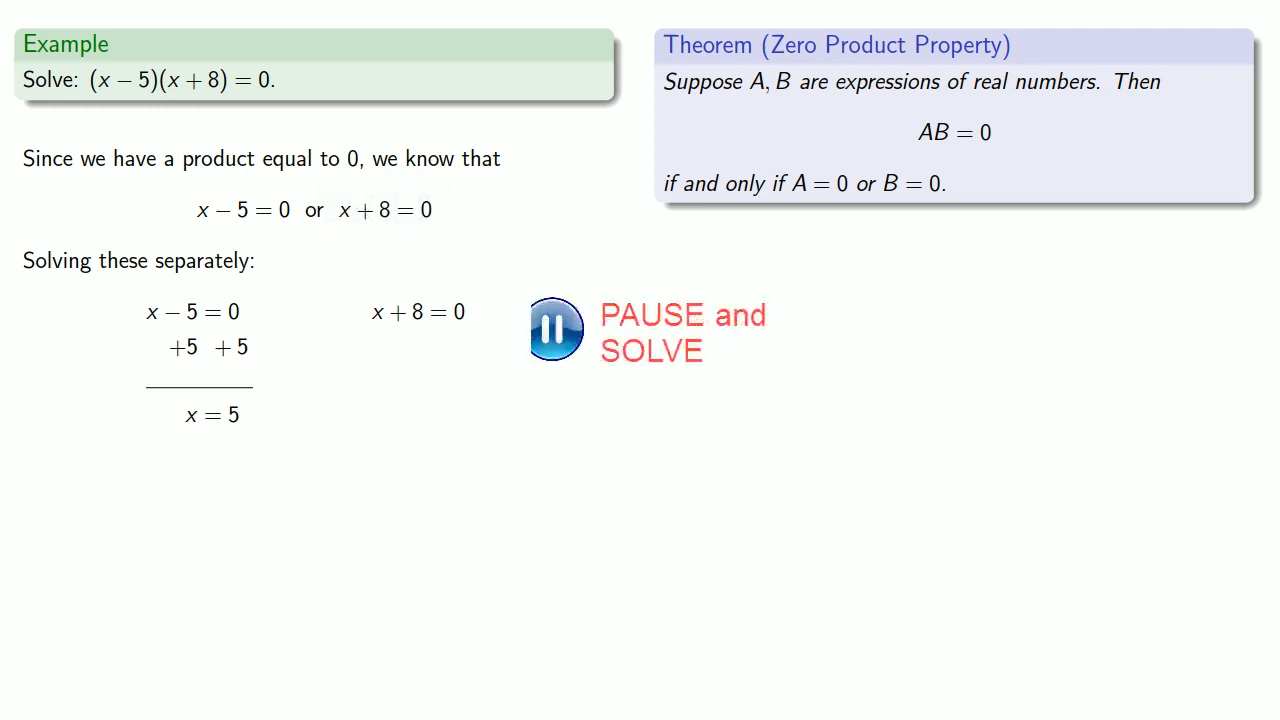 Example
Solve: (x − 5)(x + 8) = 0.
Since we have a product equal to 0, we know that
x − 5 = 0 or x + 8 = 0
Solving these separately:
x − 5 = 0 x + 8 = 0
+5 + 5
x = 5
PAUSE and
SOLVE
Theorem (Zero Product Property)
Suppose A, B are expressions of real numbers. Then
AB = 0
if and only if A = 0 or B = 0.